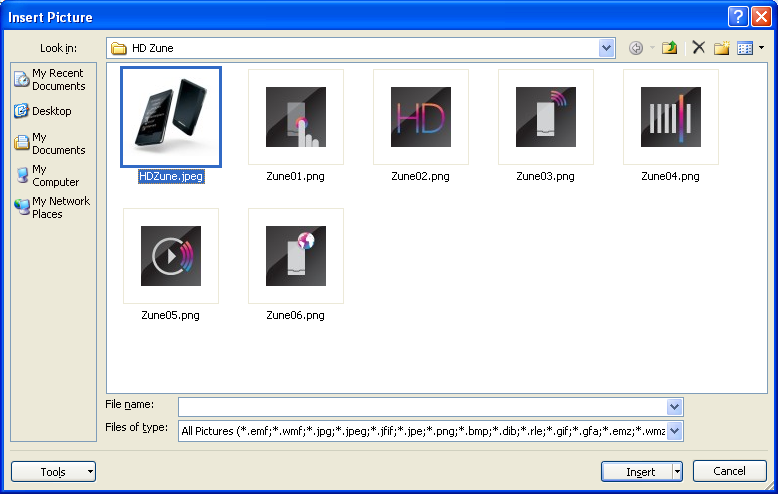 Insert Picture
Look in:
HD Zune
My Recent
Documents
Desktop
My
Documents
My
Computer
My Network
Places
HD
HDZune.jpeg
Zune01.png
Zune02.png
Zune03.png
Zune04.png
Zune05.png
Zune06.png
File name:
Files of type:
All Pictures (*.emf;*.wmf;*.jpg;*.jpeg;*.jfif;*.jpe;*.png;*.bmp;*.dib;*.rle;*.gif;*.gfa;*.emz;*.wmz
Tools
Insert
Cancel